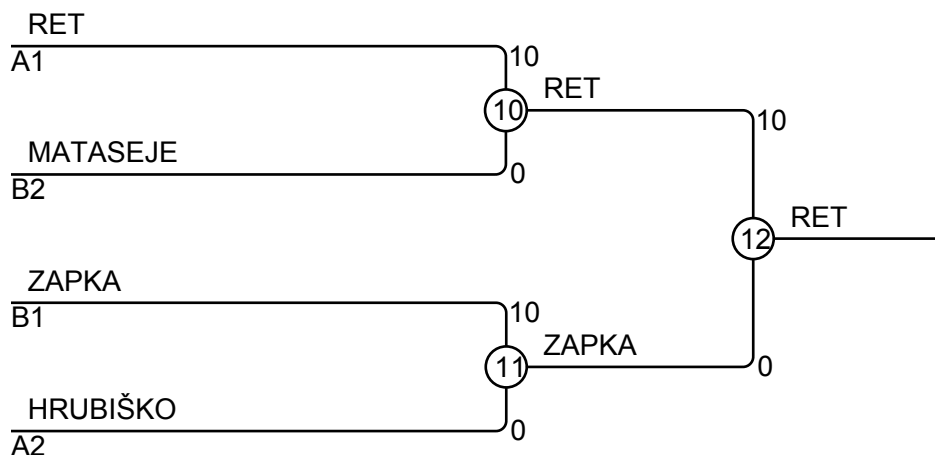 RET
A1
10
10
RET
10
MATASEJE
B2
0
12
RET
ZAPKA
B1
10
11
ZAPKA
0
HRUBIŠKO
A2
0